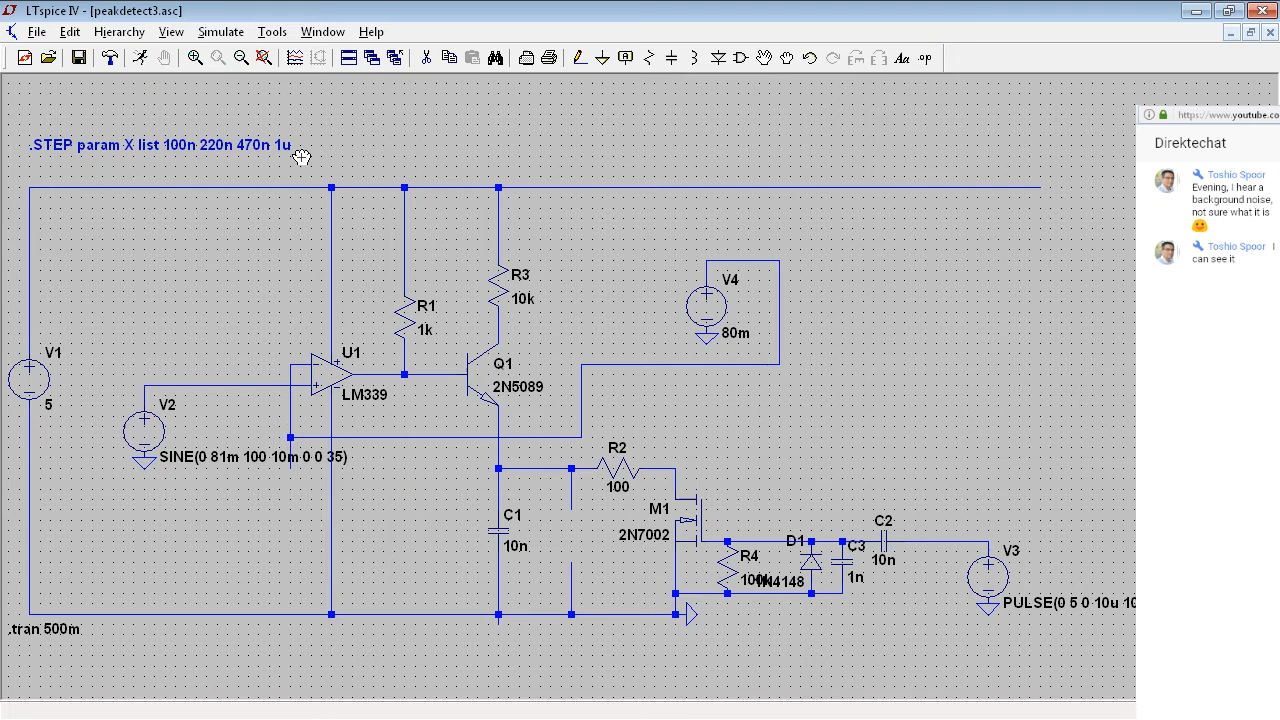 LTspice IV - [peakdetect3.asc]
File Edit Hierarchy View Simulate Tools Window Help
Aa .op
.STEP param X list 100n 220n 470n 1u
https://www.youtube.co
Direktechat
Toshio Spoor
Evening, I hear a
background noise,
not sure what it is
Toshio Spoor I
can see it
V1
5
V2
SINE(0 81m 100 10m 0 0 35)
U1
LM339
R1
1k
R3
10k
Q1
2N5089
V4
80m
R2
100
M1
2N7002
C1
10n
R4
100k
D1
1N4148
C3
1n
C2
10n
V3
PULSE(0 5 0 10u 10
.tran 500m